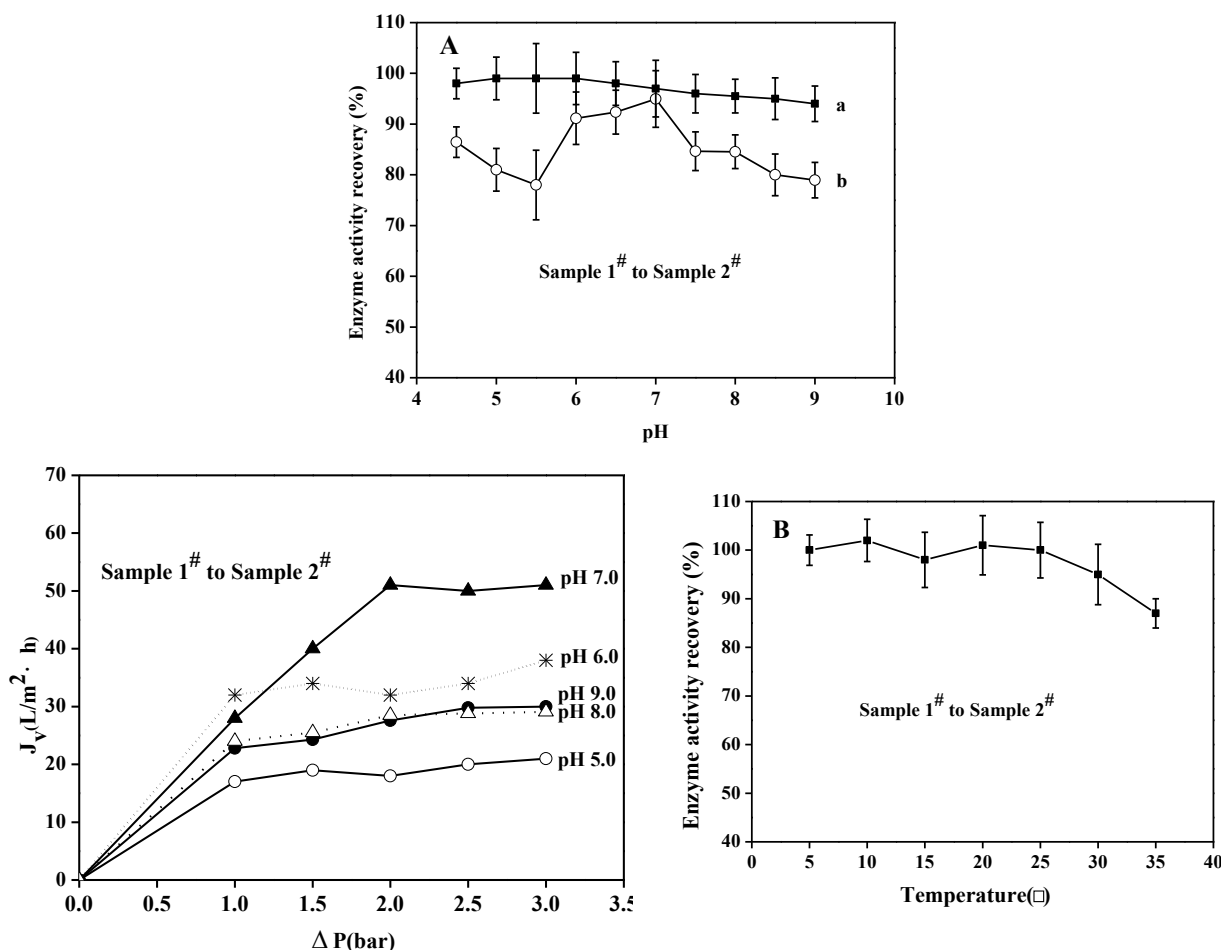 A
110
100
90
80
70
60
50
40
Enzyme activity recovery (%)
a
b
Sample 1# to Sample 2#
4 5 6 7 8 9 10
pH
70
60
50
40
30
20
10
0
Jv(L/m2· h)
Sample 1# to Sample 2#
pH 7.0
pH 6.0
pH 9.0
pH 8.0
pH 5.0
0.0 0.5 1.0 1.5 2.0 2.5 3.0 3.5
Δ P(bar)
B
110
100
90
80
70
60
50
40
Enzyme activity recovery (%)
Sample 1# to Sample 2#
0 5 10 15 20 25 30 35 40
Temperature(□)